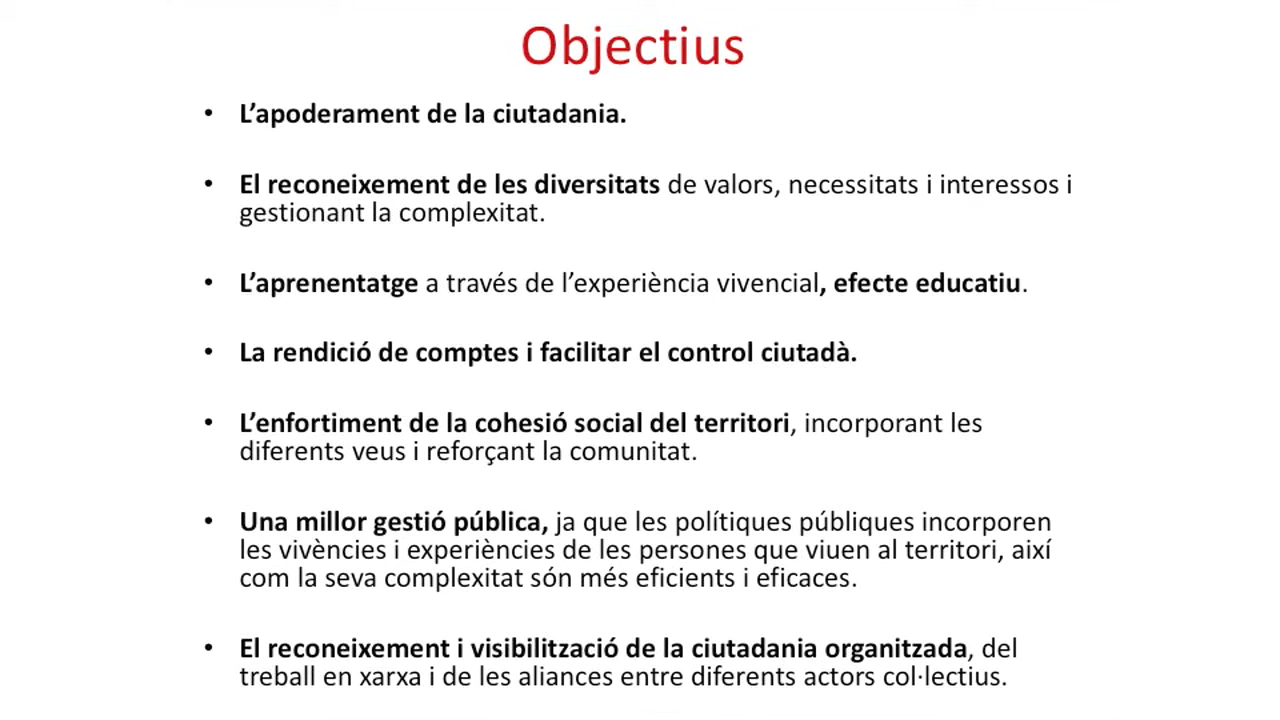 Objectius
• L’apoderament de la ciutadania.
• El reconeixement de les diversitats de valors, necessitats i interessos i
gestionant la complexitat.
• L’aprenentatge a través de l’experiència vivencial, efecte educatiu.
• La rendició de comptes i facilitar el control ciutadà.
• L’enfortiment de la cohesió social del territori, incorporant les
diferents veus i reforçant la comunitat.
• Una millor gestió pública, ja que les polítiques públiques incorporen
les vivències i experiències de les persones que viuen al territori, així
com la seva complexitat són més eficients i eficaces.
• El reconeixement i visibilització de la ciutadania organitzada, del
treball en xarxa i de les aliances entre diferents actors col·lectius.